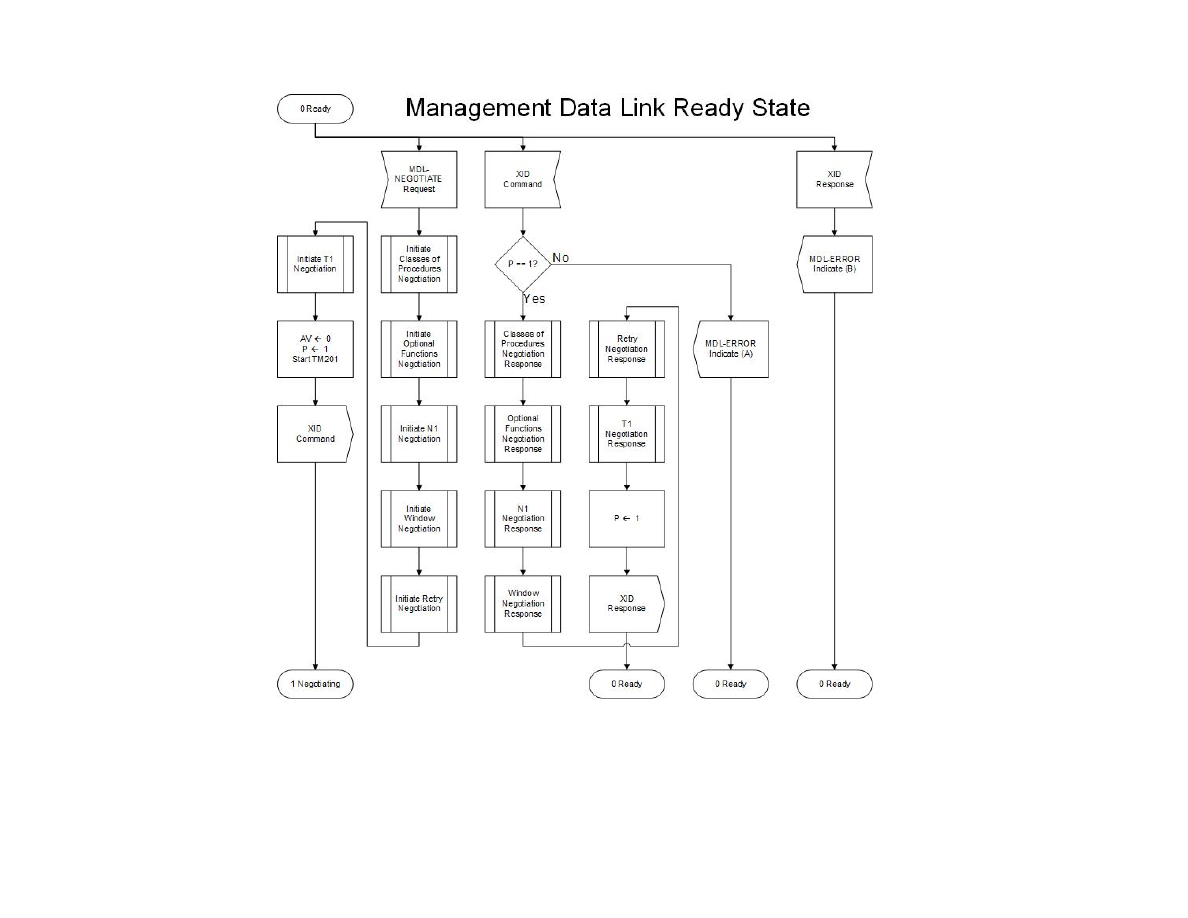 0 Ready
Management Data Link Ready State
MDL-
NEGOTIATE
Request
XID
Command
XID
Response
Initiate T1
Negotiation
Initiate
Classes of
Procedures
Negotiation
P == 1?
No
Yes
MDL-ERROR
Indicate (B)
AV ← 0
P ← 1
Start TM201
Initiate
Optional
Functions
Negotiation
Classes of
Procedures
Negotiation
Response
Retry
Negotiation
Response
MDL-ERROR
Indicate (A)
XID
Command
Initiate N1
Negotiation
Optional
Functions
Negotiation
Response
T1
Negotiation
Response
Initiate
Window
Negotiation
N1
Negotiation
Response
P ← 1
Initiate Retry
Negotiation
Window
Negotiation
Response
XID
Response
1 Negotiating
0 Ready
0 Ready
0 Ready